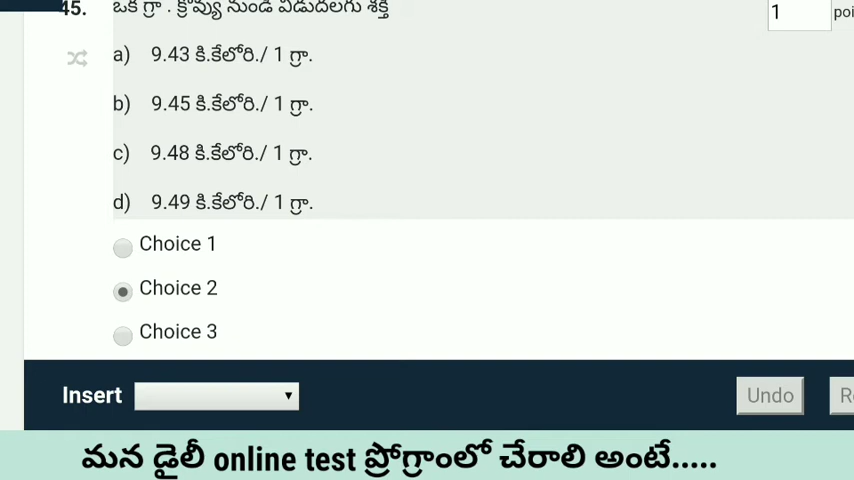 45. ఒక గ్రా . క్రొవ్వు నుండి విడుదలగు శక్తి
1
poi
a) 9.43 కి.కేలోరి./ 1 గ్రా.
b) 9.45 కి.కేలోరి./ 1 గ్రా.
c) 9.48 కి.కేలోరి./ 1 గ్రా.
d) 9.49 కి.కేలోరి./ 1 గ్రా.
Choice 1
Choice 2
Choice 3
Insert
Undo
R
మన డైలీ online test ప్రోగ్రాంలో చేరాలి అంటే.....